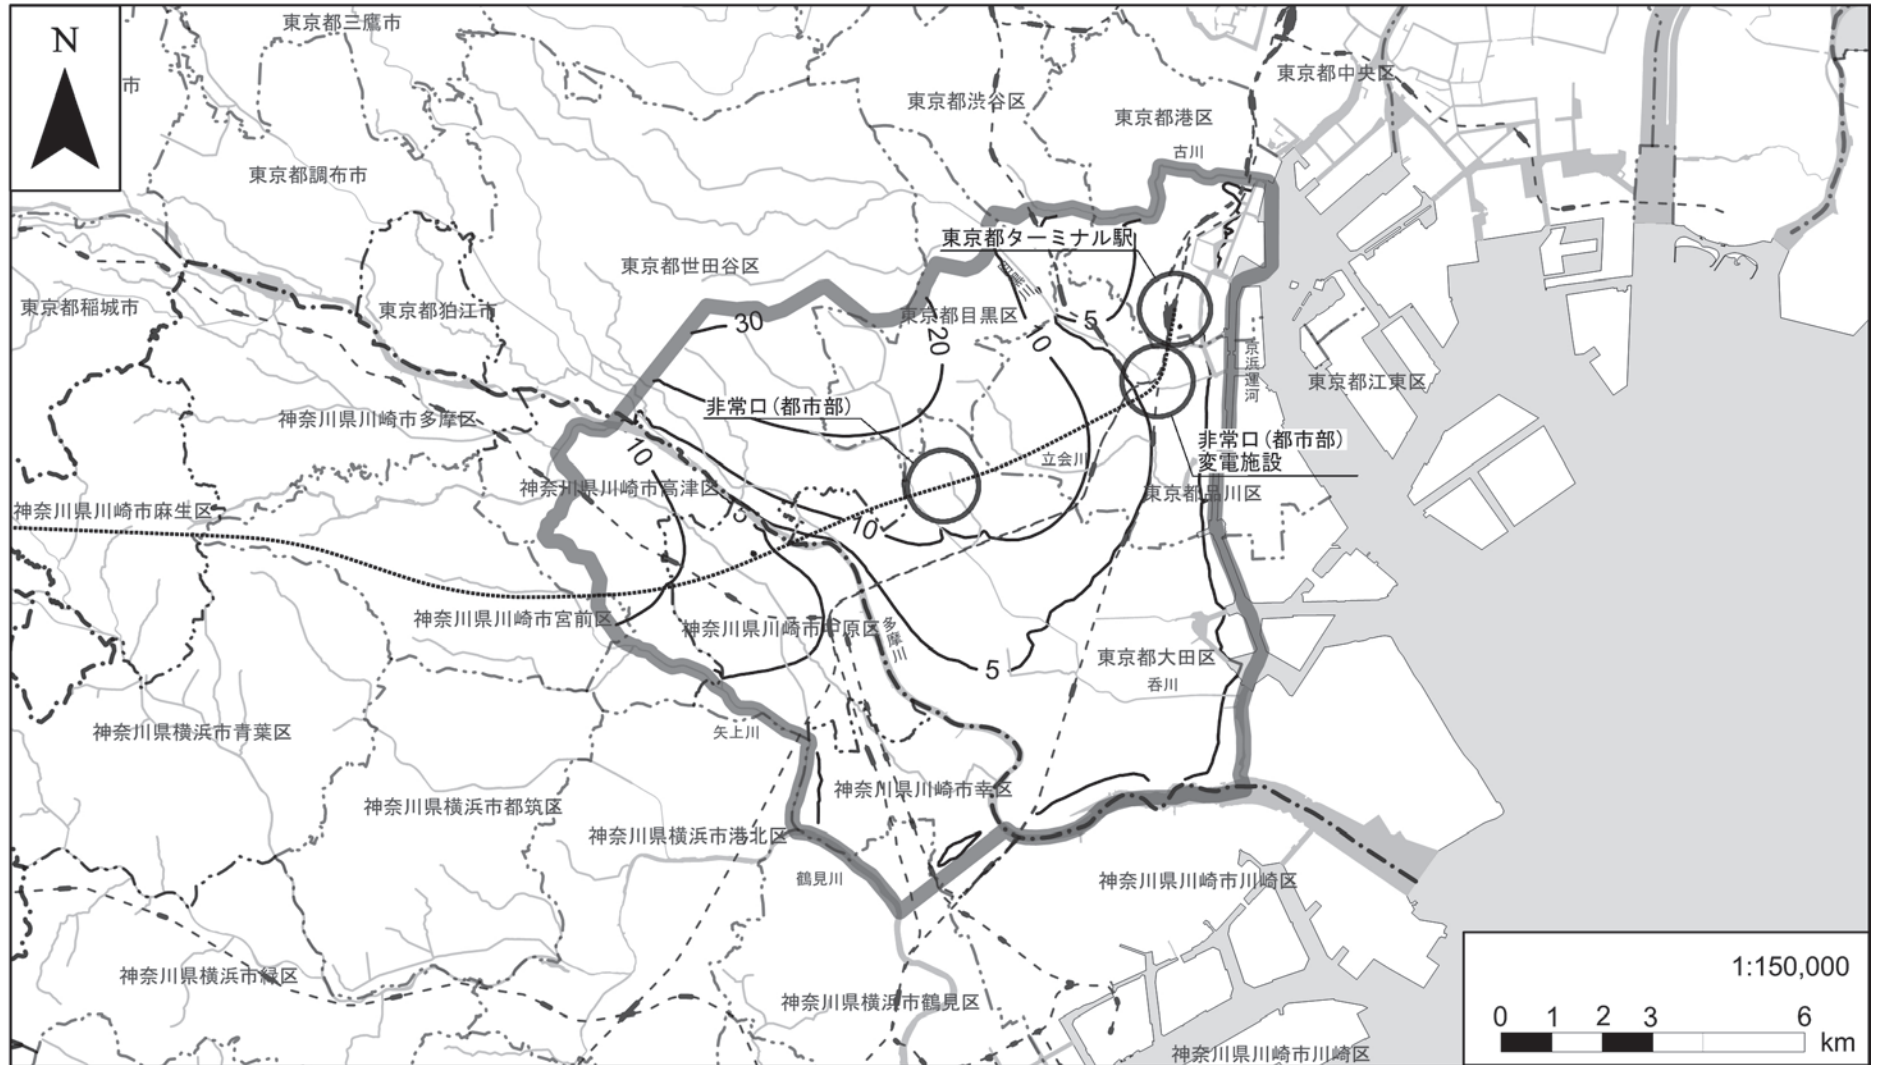 東京都三鷹市
N
東京都中央区
市
東京都渋谷区
東京都港区
古川
東京都調布市
東京都ターミナル駅
東京都世田谷区
目黒川
東京都稲城市
東京都狛江市
東京都目黒区
30
20
10
5
京浜運河
東京都江東区
非常口(都市部)
神奈川県川崎市多摩区
非常口(都市部)
変電施設
10
立会川
神奈川県川崎市高津区
東京都品川区
神奈川県川崎市麻生区
15
10
神奈川県川崎市宮前区
神奈川県川崎市中原区
多摩川
東京都大田区
5
呑川
神奈川県横浜市青葉区
矢上川
神奈川県川崎市幸区
神奈川県横浜市都筑区
神奈川県横浜市港北区
鶴見川
神奈川県川崎市川崎区
神奈川県横浜市緑区
神奈川県横浜市鶴見区
神奈川県川崎市川崎区
1:150,000
0 1 2 3 6
km